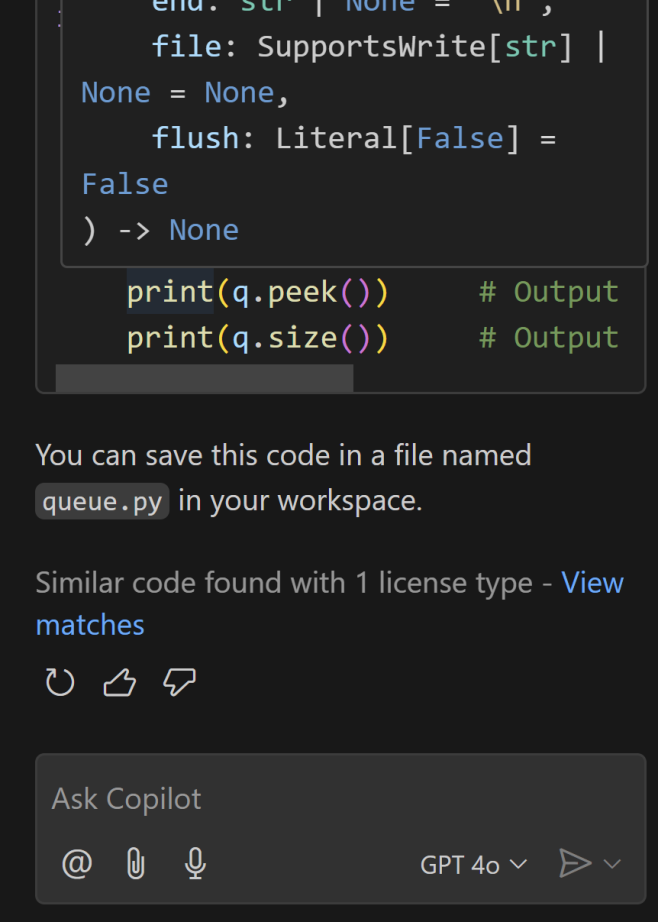 end: str | None = "\n",
file: SupportsWrite[str] |
None = None,
flush: Literal[False] =
False
) -> None
print(q.peek()) # Output
print(q.size()) # Output
You can save this code in a file named
queue.py in your workspace.
Similar code found with 1 license type - View
matches
Ask Copilot
@
GPT 4o